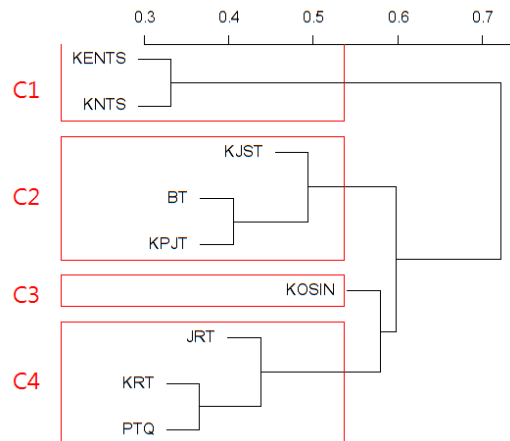 0.3 0.4 0.5 0.6 0.7
KENTS
C1
KNTS
KJST
C2
BT
KPJT
C3
KOSIN
JRT
C4
KRT
PTQ